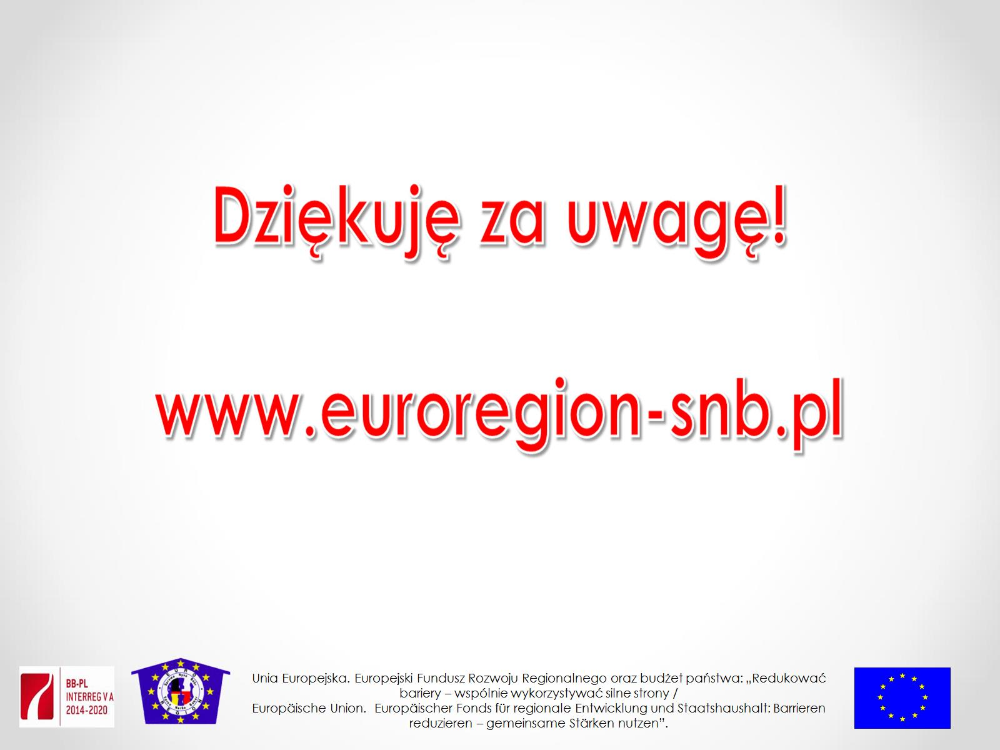 Dziękuję za uwagę!
www.euroregion-snb.pl
BB-PL
INTERREG V A
2014-2020
EURO
REGION
Unia Europejska. Europejski Fundusz Rozwoju Regionalnego oraz budżet państwa: „Redukować
bariery – wspólnie wykorzystywać silne strony /
Europäische Union. Europäischer Fonds für regionale Entwicklung und Staatshaushalt: Barrieren
reduzieren – gemeinsame Stärken nutzen”.